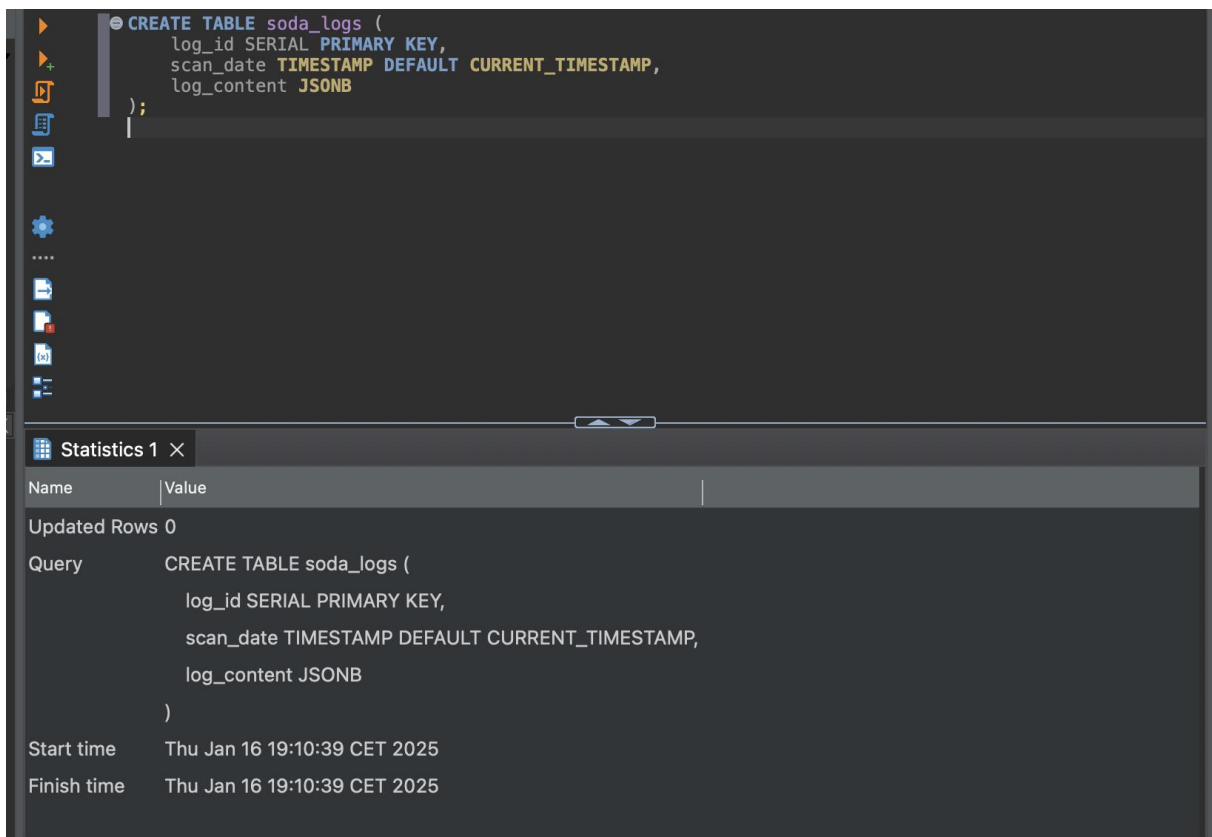 CREATE TABLE soda_logs (
log_id SERIAL PRIMARY KEY,
scan_date TIMESTAMP DEFAULT CURRENT_TIMESTAMP,
log_content JSONB
);
Statistics 1
Name Value
Updated Rows 0
Query CREATE TABLE soda_logs (
log_id SERIAL PRIMARY KEY,
scan_date TIMESTAMP DEFAULT CURRENT_TIMESTAMP,
log_content JSONB
)
Start time Thu Jan 16 19:10:39 CET 2025
Finish time Thu Jan 16 19:10:39 CET 2025